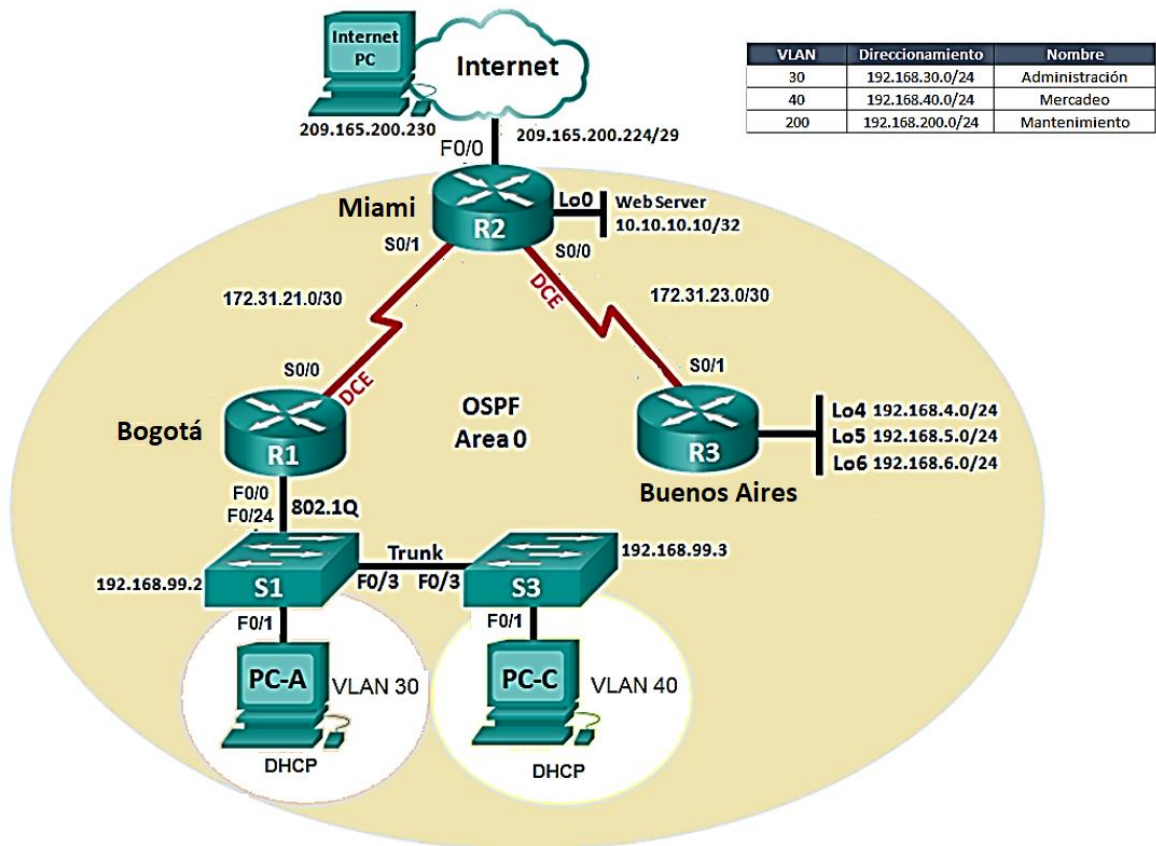 Internet
PC
Internet
209.165.200.230
209.165.200.224/29
F0/0
VLAN Direccionamiento Nombre
30 192.168.30.0/24 Administración
40 192.168.40.0/24 Mercadeo
200 192.168.200.0/24 Mantenimiento
Miami
R2
Lo0
Web Server
10.10.10.10/32
S0/1
S0/0
DCE
172.31.21.0/30
172.31.23.0/30
S0/0
DCE
S0/1
OSPF
Area 0
Bogotá
R1
R3
Buenos Aires
Lo4 192.168.4.0/24
Lo5 192.168.5.0/24
Lo6 192.168.6.0/24
F0/0
F0/24
802.1Q
Trunk
192.168.99.3
192.168.99.2
S1
F0/3
F0/3
S3
F0/1
F0/1
PC-A
VLAN 30
PC-C
VLAN 40
DHCP
DHCP